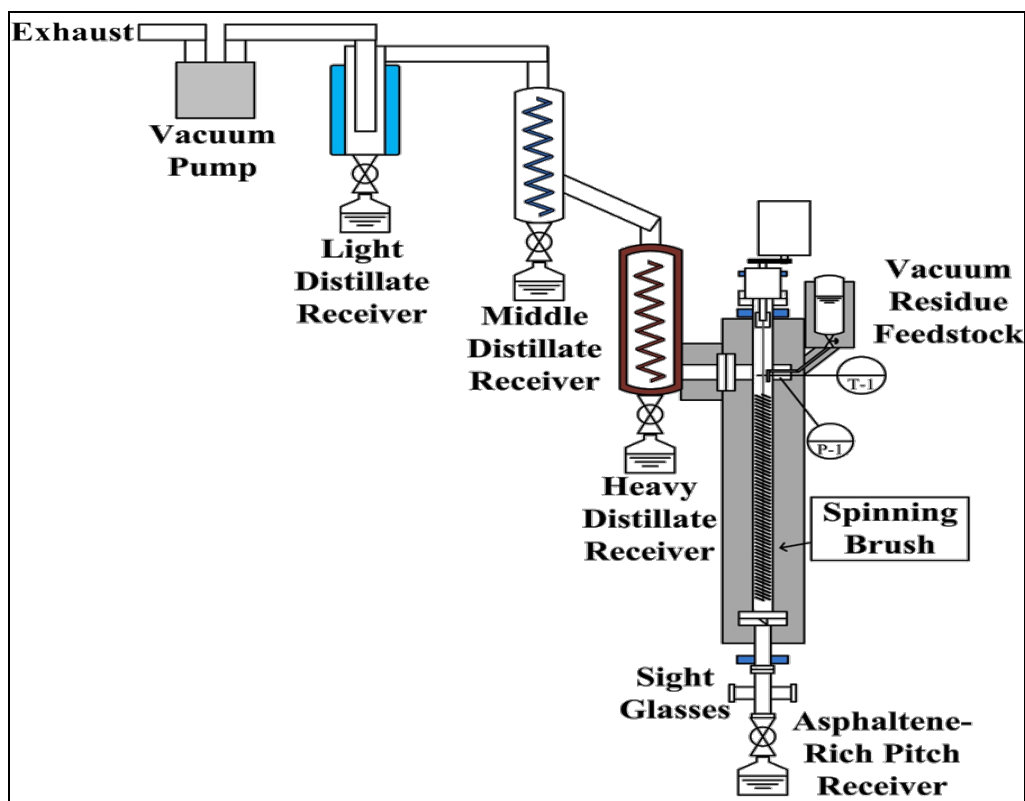 Exhaust
Vacuum
Pump
Light
Distillate
Receiver
Middle
Distillate
Receiver
Vacuum
Residue
Feedstock
T-1
P-1
Heavy
Distillate
Receiver
Spinning
Brush
Sight
Glasses
Asphaltene-
Rich Pitch
Receiver